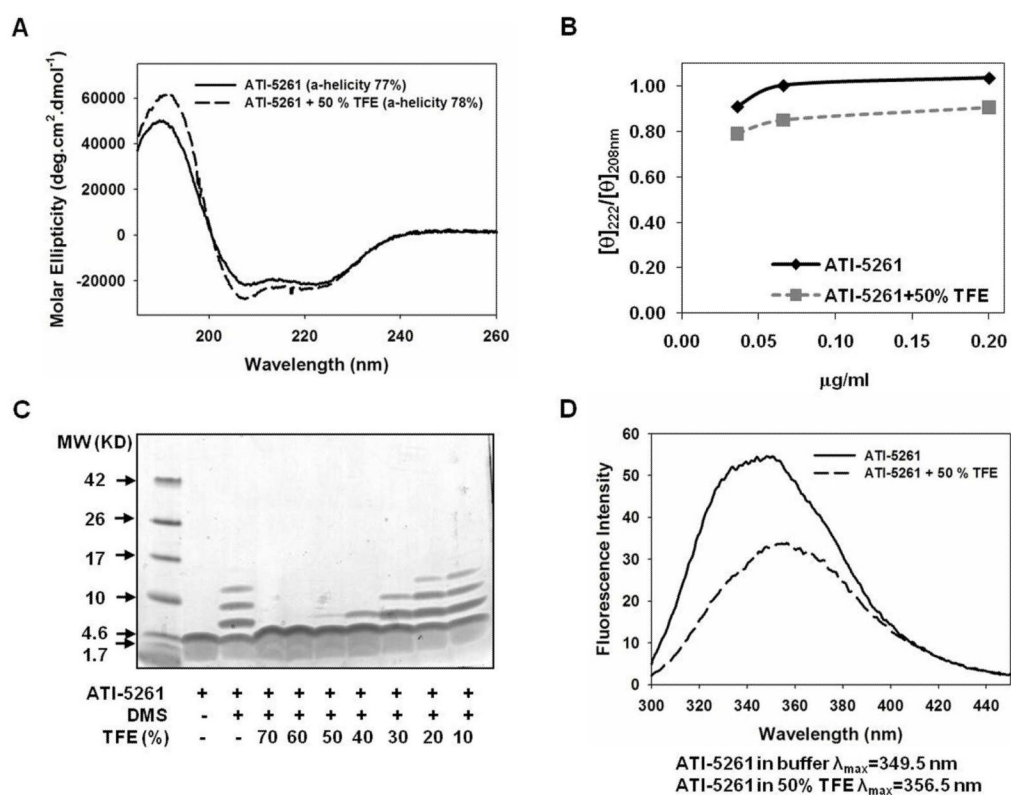 A
Molar Ellipticity (deg.cm².dmol⁻¹)
60000
40000
20000
0
-20000
ATI-5261 (a-helicity 77%)
ATI-5261 + 50 % TFE (a-helicity 78%)
200 220 240 260
Wavelength (nm)
B
[θ]222/[θ]208nm
1.00
0.80
0.60
0.40
0.20
0.00
ATI-5261
ATI-5261+50% TFE
0.00 0.05 0.10 0.15 0.20
µg/ml
C
MW (KD)
42
26
17
10
4.6
1.7
ATI-5261 + + + + + + + + +
DMS - + + + + + + + +
TFE (%) - - 70 60 50 40 30 20 10
D
Fluorescence Intensity
60
50
40
30
20
10
0
ATI-5261
ATI-5261 + 50 % TFE
300 320 340 360 380 400 420 440
Wavelength (nm)
ATI-5261 in buffer λmax=349.5 nm
ATI-5261 in 50% TFE λmax=356.5 nm